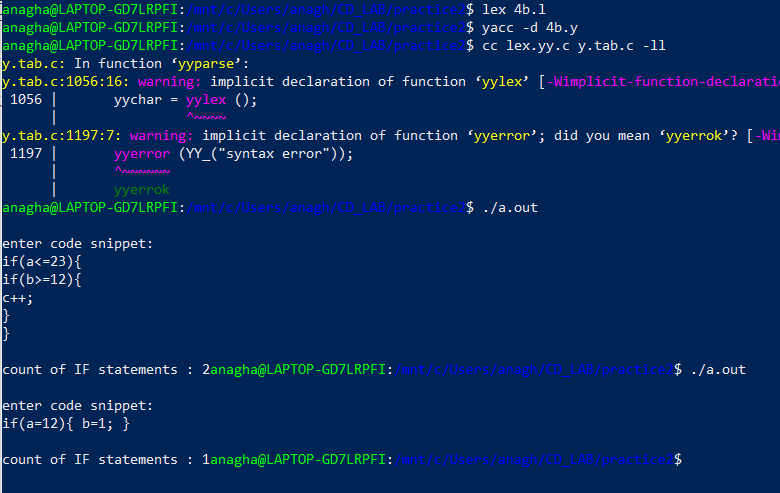 anagha@LAPTOP-GD7LRPFI:/mnt/c/Users/anagh/CD_LAB/practice2$ lex 4b.l
anagha@LAPTOP-GD7LRPFI:/mnt/c/Users/anagh/CD_LAB/practice2$ yacc -d 4b.y
anagha@LAPTOP-GD7LRPFI:/mnt/c/Users/anagh/CD_LAB/practice2$ cc lex.yy.c y.tab.c -ll
y.tab.c: In function ‘yyparse’:
y.tab.c:1056:16: warning: implicit declaration of function ‘yylex’ [-Wimplicit-function-declarati
1056 |       yychar = yylex ();
     |                ^~~~~
y.tab.c:1197:7: warning: implicit declaration of function ‘yyerror’; did you mean ‘yyerrok’? [-Wi
1197 |       yyerror (YY_("syntax error"));
     |       ^~~~~~~
     |       yyerrok
anagha@LAPTOP-GD7LRPFI:/mnt/c/Users/anagh/CD_LAB/practice2$ ./a.out
enter code snippet:
if(a<=23){
if(b>=12){
c++;
}
}
count of IF statements : 2anagha@LAPTOP-GD7LRPFI:/mnt/c/Users/anagh/CD_LAB/practice2$ ./a.out
enter code snippet:
if(a=12){ b=1; }
count of IF statements : 1anagha@LAPTOP-GD7LRPFI:/mnt/c/Users/anagh/CD_LAB/practice2$